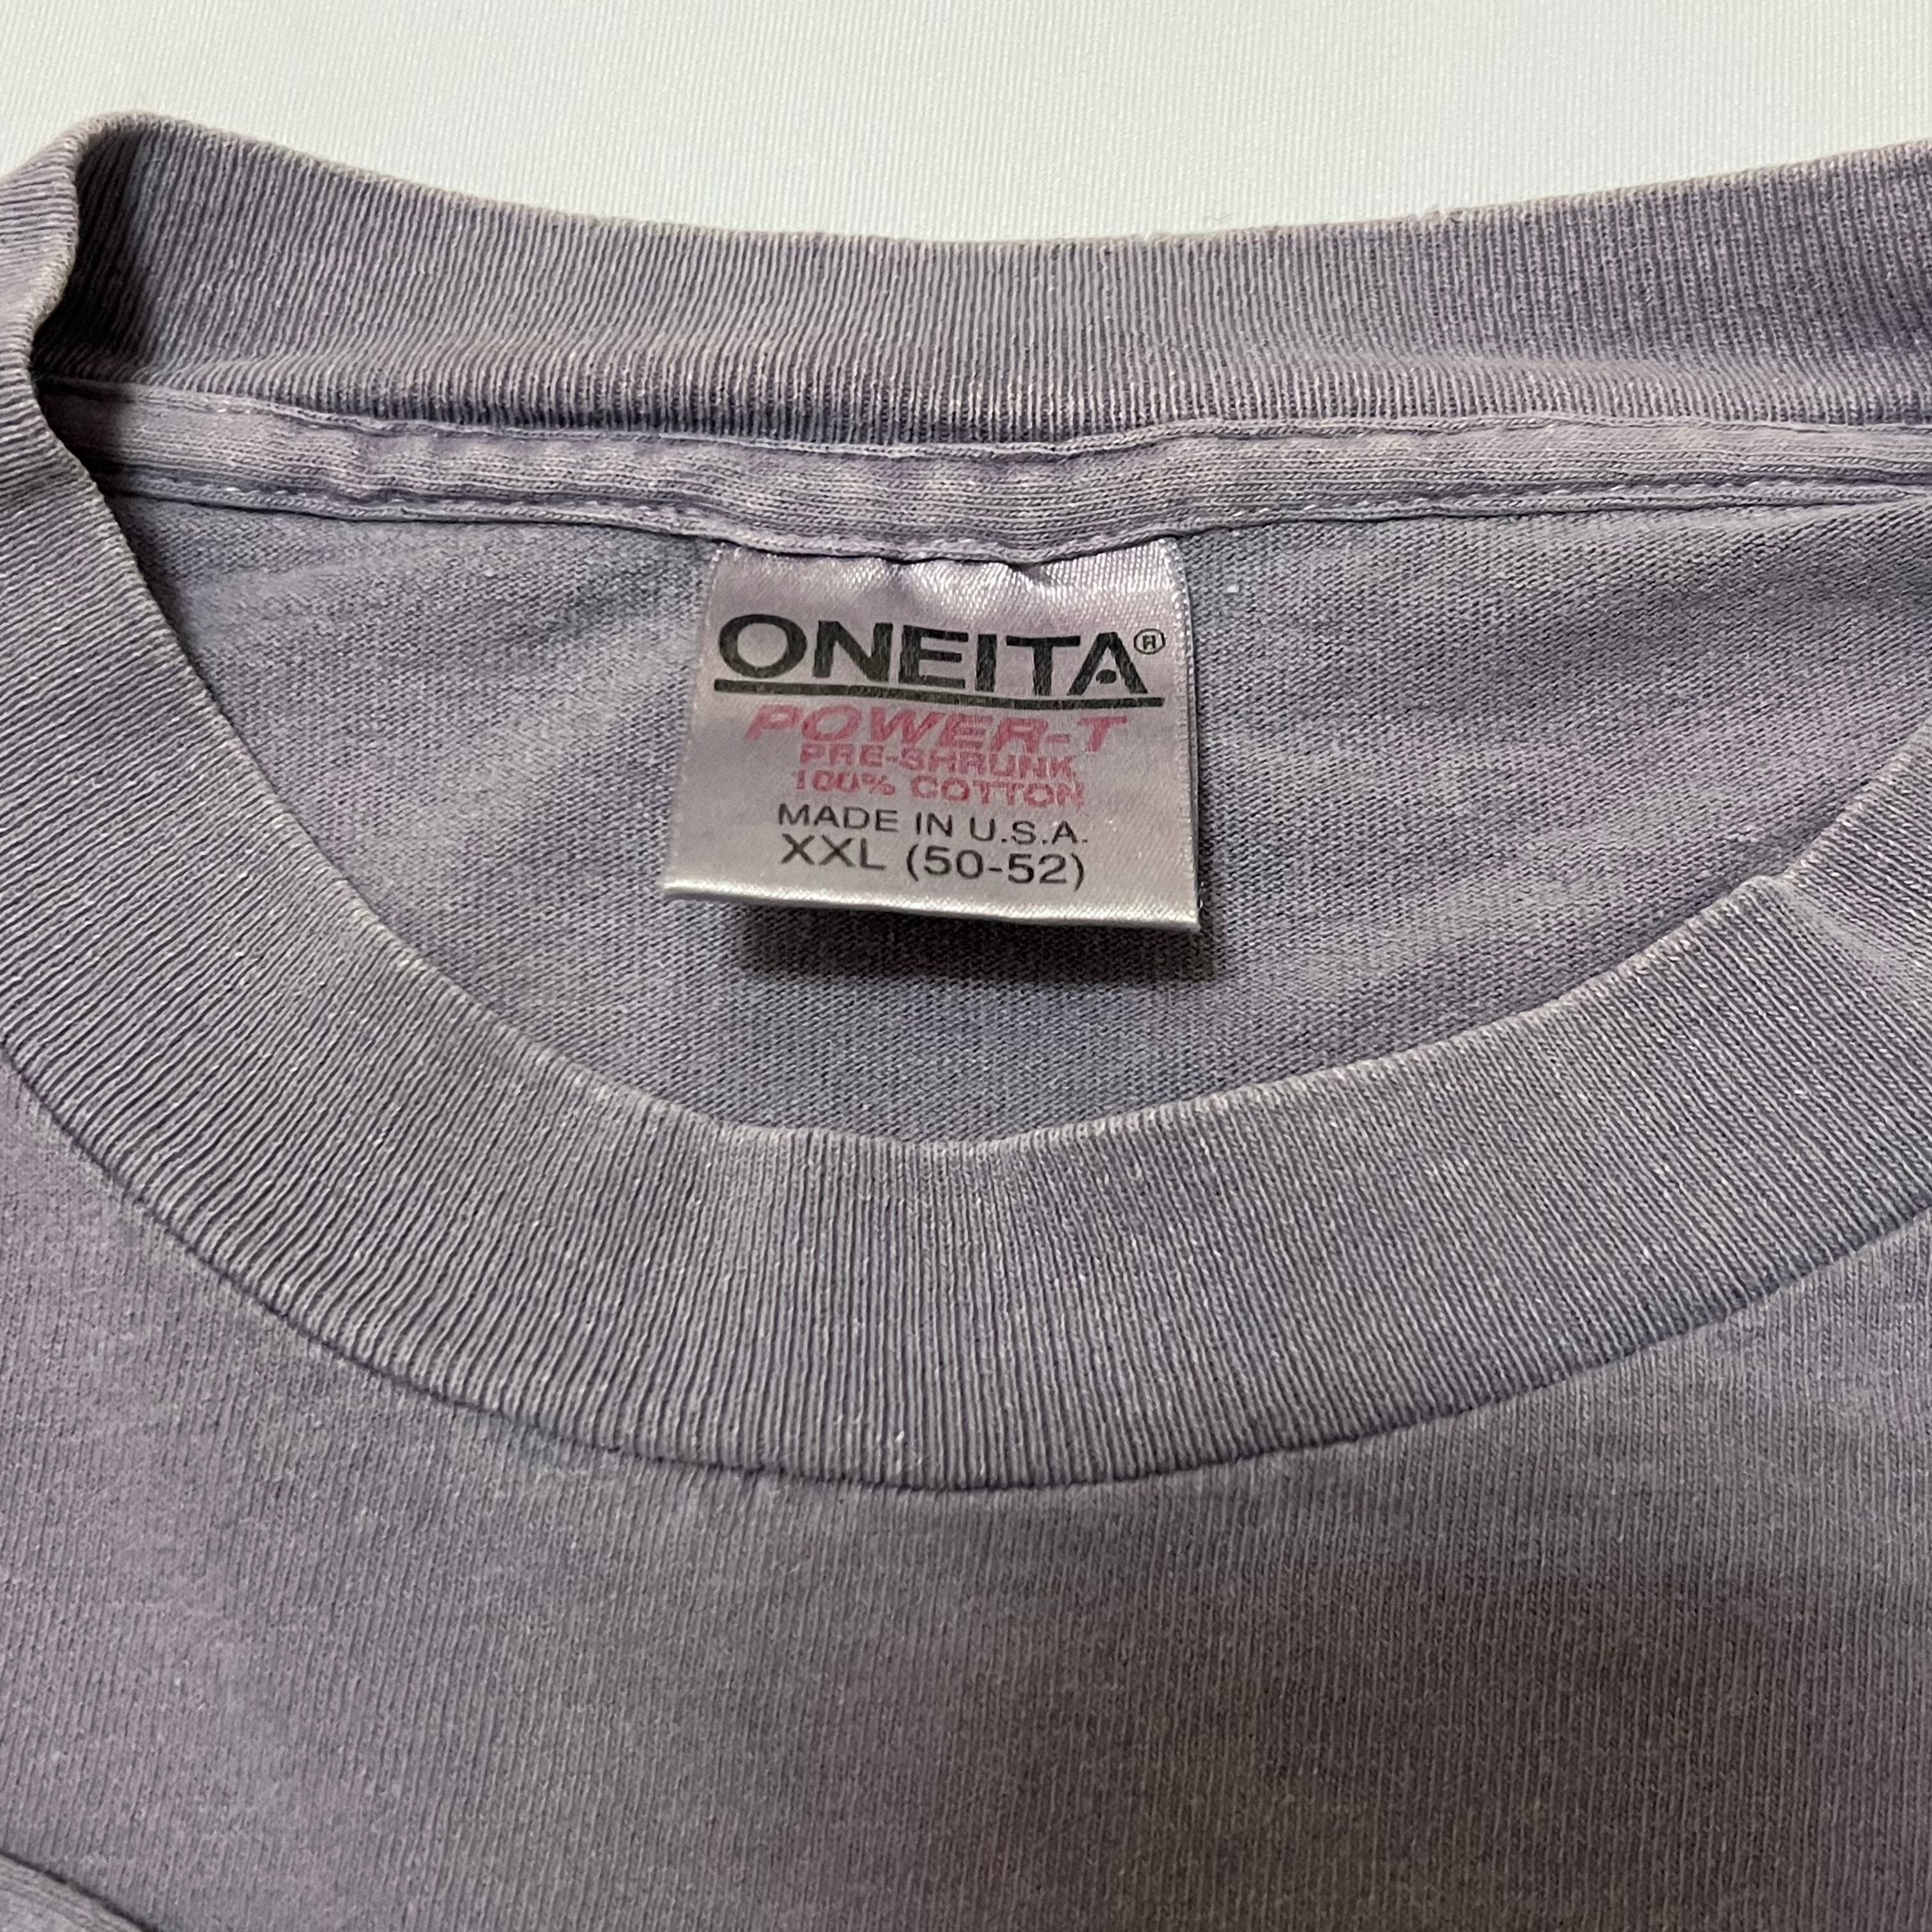 ONEITA®
POWER-T
PRE-SHRUNK
100% COTTON
MADE IN U.S.A.
XXL (50-52)